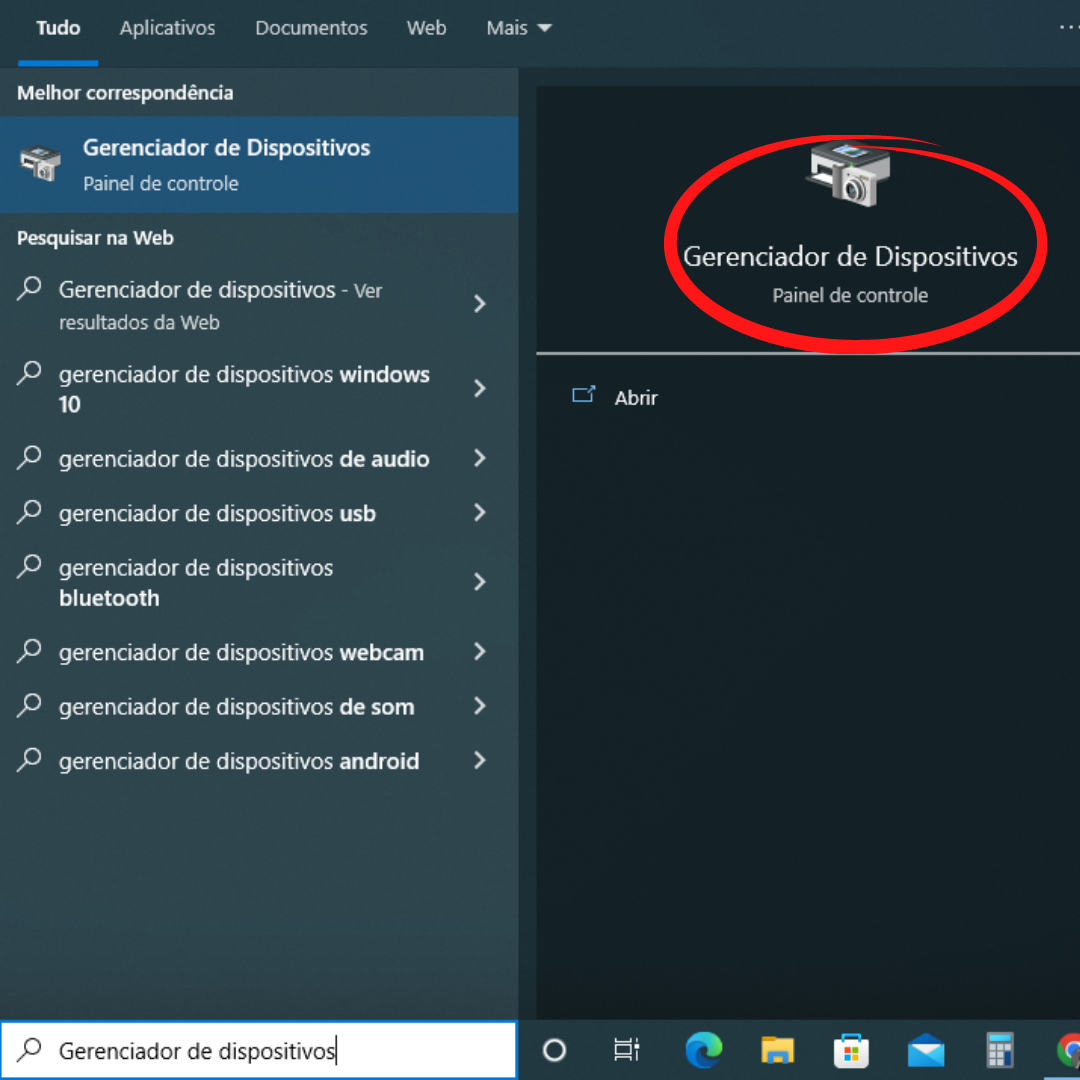 Tudo Aplicativos Documentos Web Mais
Melhor correspondência
Gerenciador de Dispositivos
Painel de controle
Pesquisar na Web
Gerenciador de dispositivos - Ver
resultados da Web
gerenciador de dispositivos windows
10
gerenciador de dispositivos de audio
gerenciador de dispositivos usb
gerenciador de dispositivos
bluetooth
gerenciador de dispositivos webcam
gerenciador de dispositivos de som
gerenciador de dispositivos android
Gerenciador de Dispositivos
Painel de controle
Abrir
Gerenciador de dispositivos